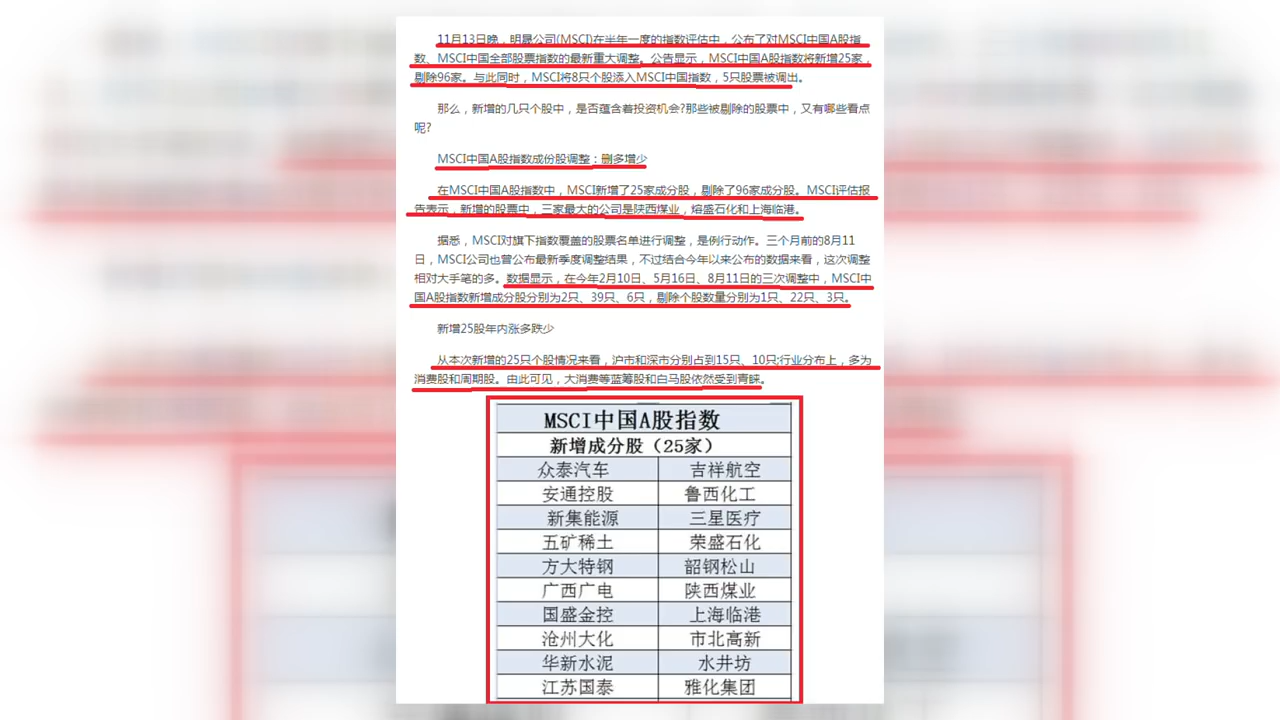 11月13日晚，明晟公司(MSCI)在半年一度的指数评估中，公布了对MSCI中国A股指
数、MSCI中国全部股票指数的最新重大调整。公告显示，MSCI中国A股指数将新增25家，
剔除96家。与此同时，MSCI将8只个股添入MSCI中国指数，5只股票被调出。
那么，新增的几只个股中，是否蕴含着投资机会?那些被剔除的股票中，又有哪些看点
呢?
MSCI中国A股指数成份股调整：删多增少
在MSCI中国A股指数中，MSCI新增了25家成分股，剔除了96家成分股。MSCI评估报
告表示，新增的股票中，三家最大的公司是陕西煤业，熔盛石化和上海临港。
据悉，MSCI对旗下指数覆盖的股票名单进行调整，是例行动作。三个月前的8月11
日，MSCI公司也曾公布最新季度调整结果，不过结合今年以来公布的数据来看，这次调整
相对大手笔的多。数据显示，在今年2月10日、5月16日、8月11日的三次调整中，MSCI中
国A股指数新增成分股分别为2只、39只、6只，剔除个股数量分别为1只、22只、3只。
新增25股年内涨多跌少
从本次新增的25只个股情况来看，沪市和深市分别占到15只、10只;行业分布上，多为
消费股和周期股。由此可见，大消费等蓝筹股和白马股依然受到青睐。
MSCI中国A股指数
新增成分股（25家）
众泰汽车 吉祥航空
安通控股 鲁西化工
新集能源 三星医疗
五矿稀土 荣盛石化
方大特钢 韶钢松山
广西广电 陕西煤业
国盛金控 上海临港
沧州大化 市北高新
华新水泥 水井坊
江苏国泰 雅化集团